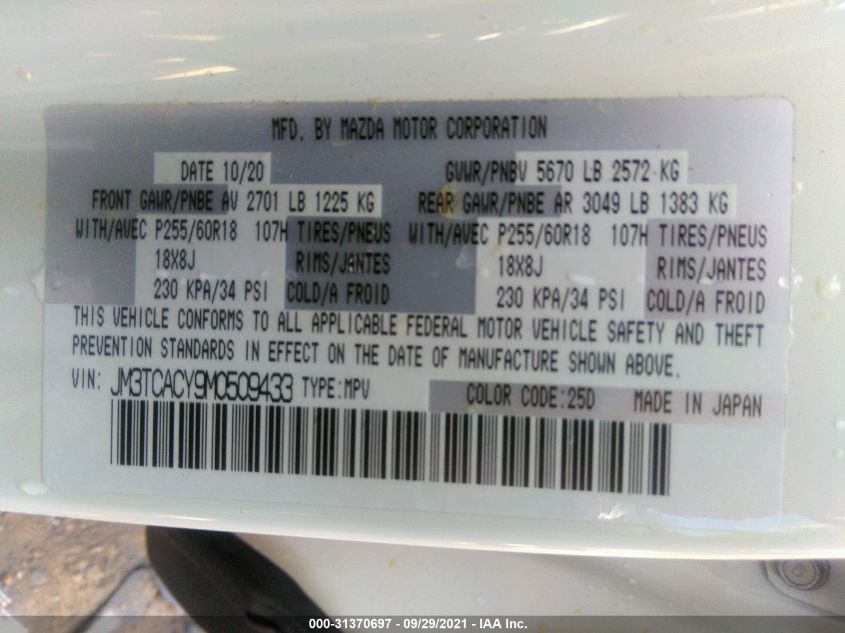 MFD. BY MAZDA MOTOR CORPORATION
DATE 10/20 GVWR/PNBV 5670 LB 2572 KG
FRONT GAWR/PNBE AV 2701 LB 1225 KG REAR GAWR/PNBE AR 3049 LB 1383 KG
WITH/AVEC P255/60R18 107H TIRES/PNEUS WITH/AVEC P255/60R18 107H TIRES/PNEUS
18X8J RIMS/JANTES 18X8J RIMS/JANTES
230 KPA/34 PSI COLD/A FROID 230 KPA/34 PSI COLD/A FROID
THIS VEHICLE CONFORMS TO ALL APPLICABLE FEDERAL MOTOR VEHICLE SAFETY AND THEFT
PREVENTION STANDARDS IN EFFECT ON THE DATE OF MANUFACTURE SHOWN ABOVE.
VIN: JM3TCACY9M0509433 TYPE:MPV COLOR CODE:25D MADE IN JAPAN
000-31370697 - 09/29/2021 - IAA Inc.